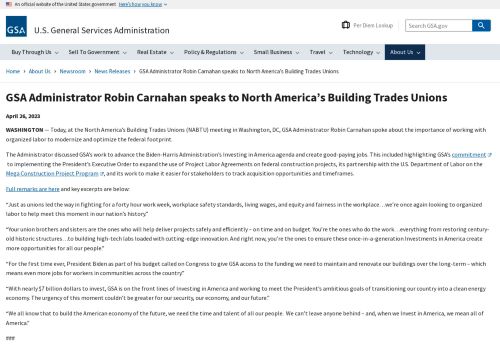 An official website of the United States government Here's how you know
GSA U.S. General Services Administration
Per Diem Lookup Search GSA.gov
Buy Through Us Sell To Government Real Estate Policy & Regulations Small Business Travel Technology About Us
Home › About Us › Newsroom › News Releases › GSA Administrator Robin Carnahan speaks to North America's Building Trades Unions
GSA Administrator Robin Carnahan speaks to North America's Building Trades Unions
April 26, 2023
WASHINGTON — Today, at the North America's Building Trades Unions (NABTU) meeting in Washington, DC, GSA Administrator Robin Carnahan spoke about the importance of working with
organized labor to modernize and optimize the federal footprint.
The Administrator discussed GSA's work to advance the Biden-Harris Administration's Investing in America agenda and create good-paying jobs. This included highlighting GSA's commitment
to implementing the President's Executive Order to expand the use of Project Labor Agreements on federal construction projects, its partnership with the U.S. Department of Labor on the
Mega Construction Project Program, and its work to make it easier for stakeholders to track acquisition opportunities and timeframes.
Full remarks are here and key excerpts are below:
"Just as unions led the way in fighting for a forty hour work week, workplace safety standards, living wages, and equity and fairness in the workplace…we're once again looking to organized
labor to help meet this moment in our nation's history."
"Your union brothers and sisters are the ones who will help deliver projects safely and efficiently – on time and on budget. You're the ones who do the work…everything from restoring century-
old historic structures…to building high-tech labs loaded with cutting-edge innovation. And right now, you're the ones to ensure these once-in-a-generation Investments in America create
more opportunities for all our people."
"For the first time ever, President Biden as part of his budget called on Congress to give GSA access to the funding we need to maintain and renovate our buildings over the long-term – which
means even more jobs for workers in communities across the country."
"With nearly $7 billion dollars to invest, GSA is on the front lines of Investing in America and working to meet the President's ambitious goals of transitioning our country into a clean energy
economy. The urgency of this moment couldn't be greater for our security, our economy, and our future."
"We all know that to build the American economy of the future, we need the time and talent of all our people. We can't leave anyone behind – and, when we Invest in America, we mean all of
America."
###